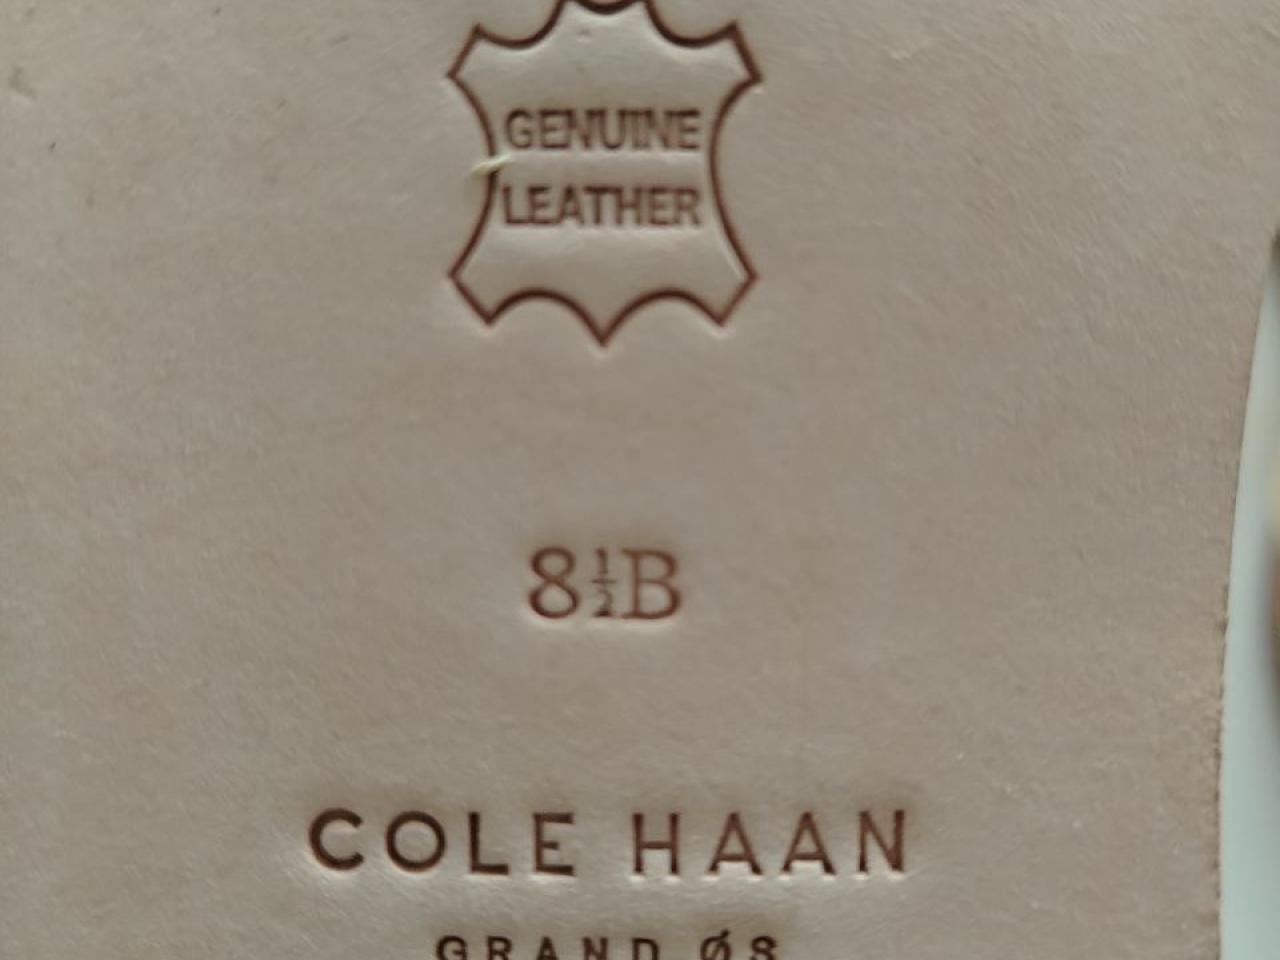 GENUINE
LEATHER
8½B
COLE HAAN
GRAND ØS